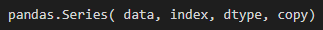 pandas.Series( data, index, dtype, copy)